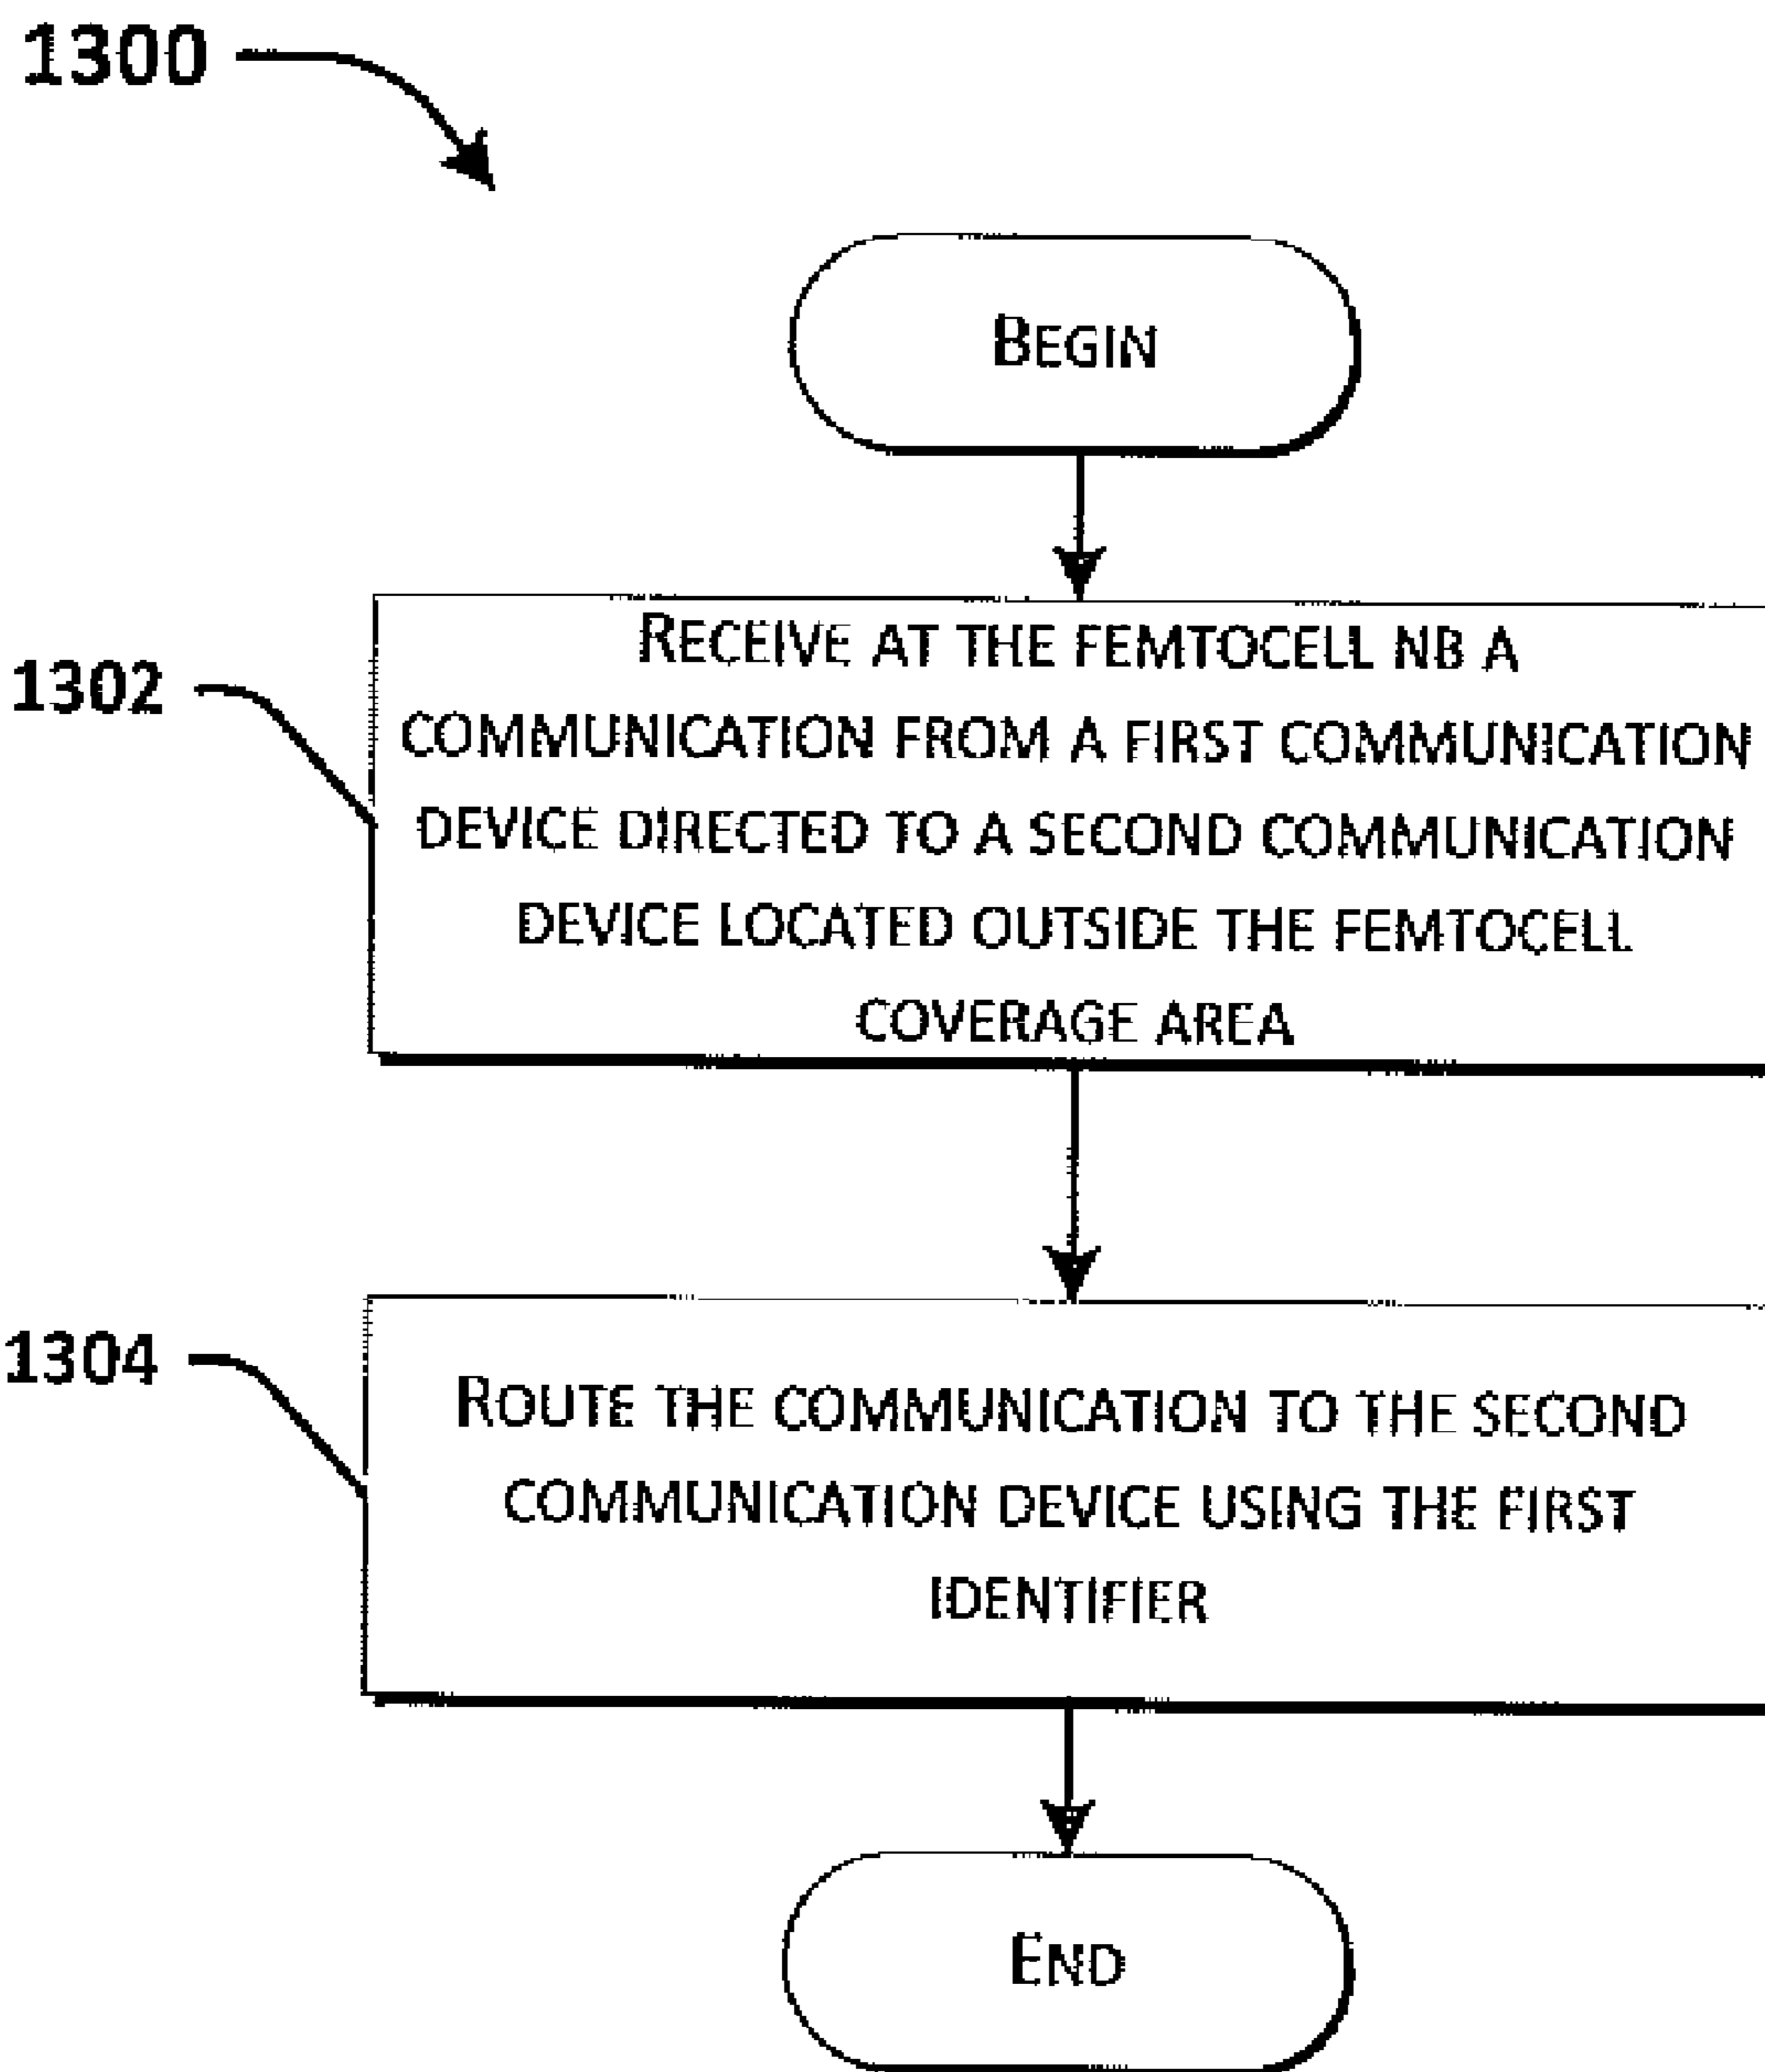 1300
BEGIN
1302
RECEIVE AT THE FEMTOCELL NB A
COMMUNICATION FROM A FIRST COMMUNICATION
DEVICE DIRECTED TO A SECOND COMMUNICATION
DEVICE LOCATED OUTSIDE THE FEMTOCELL
COVERAGE AREA
1304
ROUTE THE COMMUNICATION TO THE SECOND
COMMUNICATION DEVICE USING THE FIRST
IDENTIFIER
END